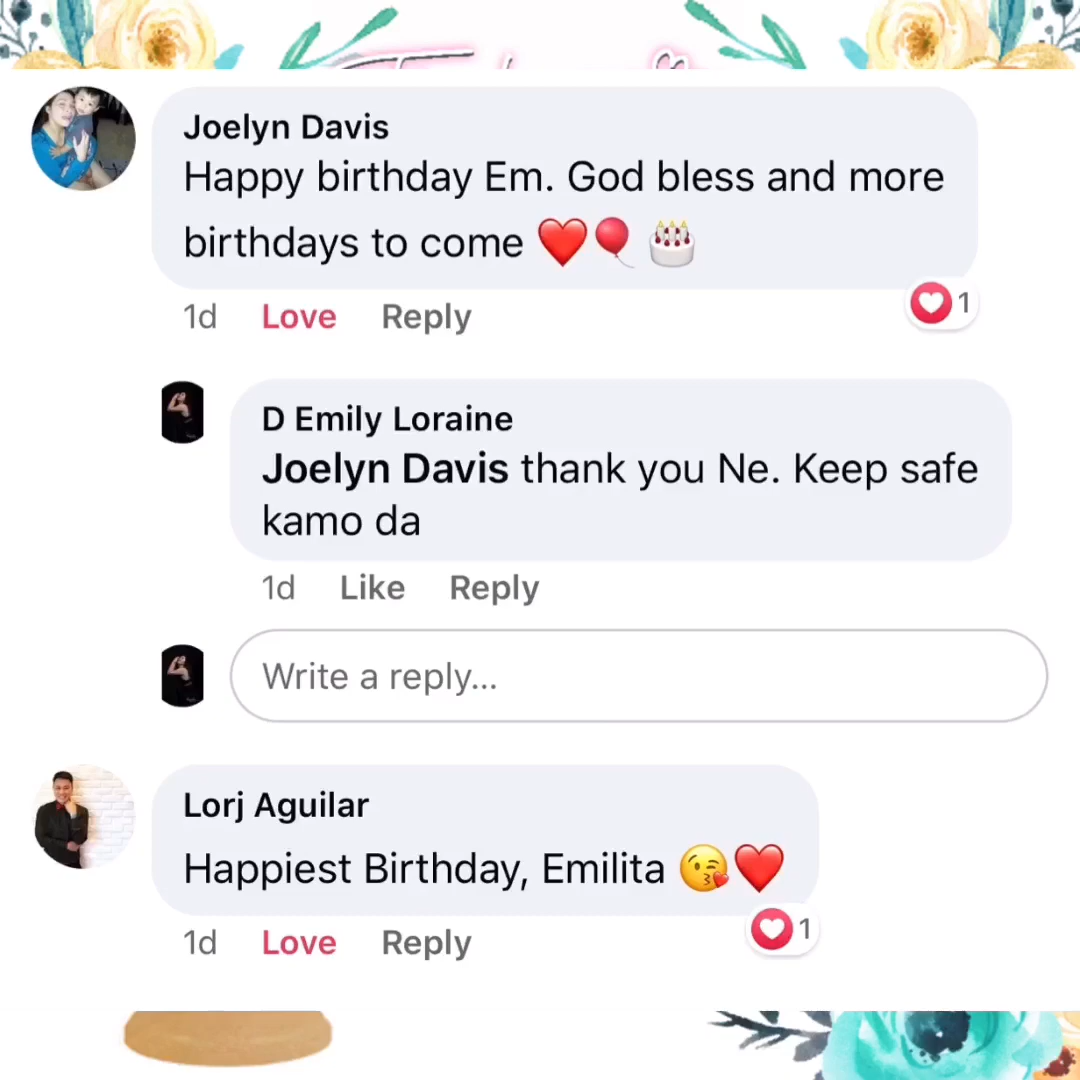 Joelyn Davis
Happy birthday Em. God bless and more
birthdays to come ❤️🎈🎂
1d Love Reply
1
D Emily Loraine
Joelyn Davis thank you Ne. Keep safe
kamo da
1d Like Reply
Write a reply...
Lorj Aguilar
Happiest Birthday, Emilita 😘❤️
1d Love Reply
1